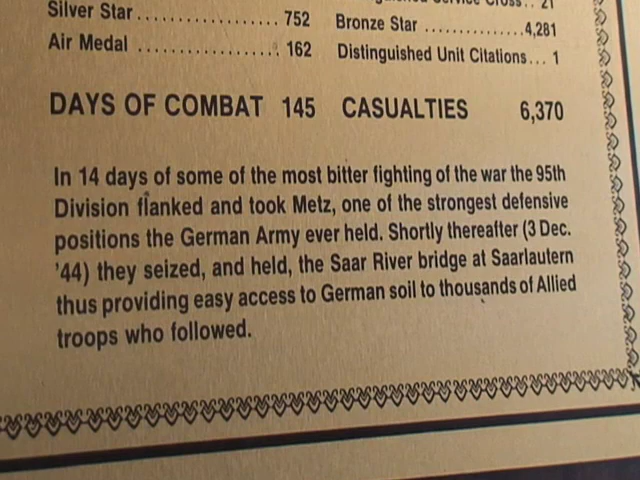 Silver Star................. 752
Cross.. 21
Bronze Star ..............4,281
Air Medal .................. 162
Distinguished Unit Citations... 1
DAYS OF COMBAT 145 CASUALTIES 6,370
In 14 days of some of the most bitter fighting of the war the 95th
Division flanked and took Metz, one of the strongest defensive
positions the German Army ever held. Shortly thereafter (3 Dec.
'44) they seized, and held, the Saar River bridge at Saarlautern
thus providing easy access to German soil to thousands of Allied
troops who followed.